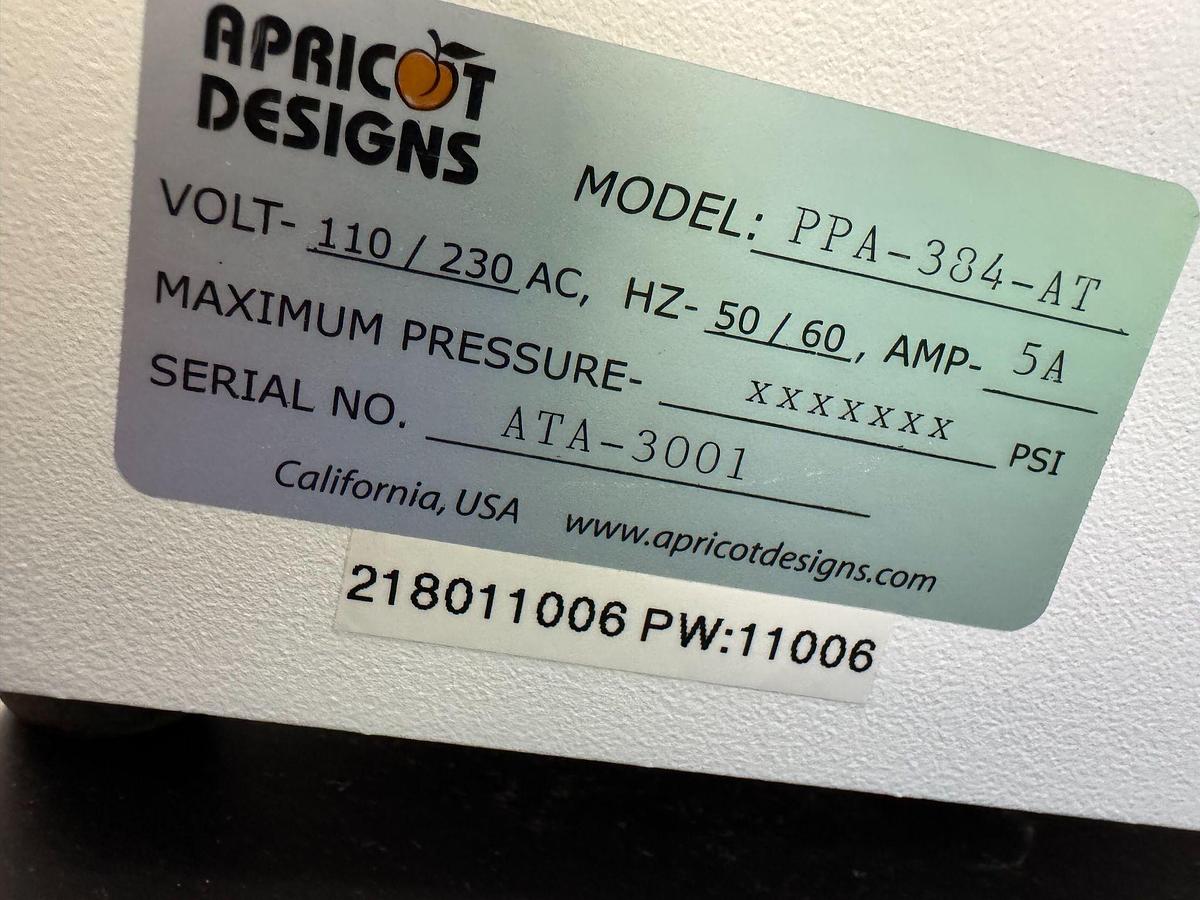 APRICOT
DESIGNS
MODEL: PPA-384-AT
VOLT- 110 / 230 AC, HZ- 50 / 60, AMP- 5A
MAXIMUM PRESSURE- XXXXXXX PSI
SERIAL NO. ATA-3001
California, USA www.apricotdesigns.com
218011006 PW:11006